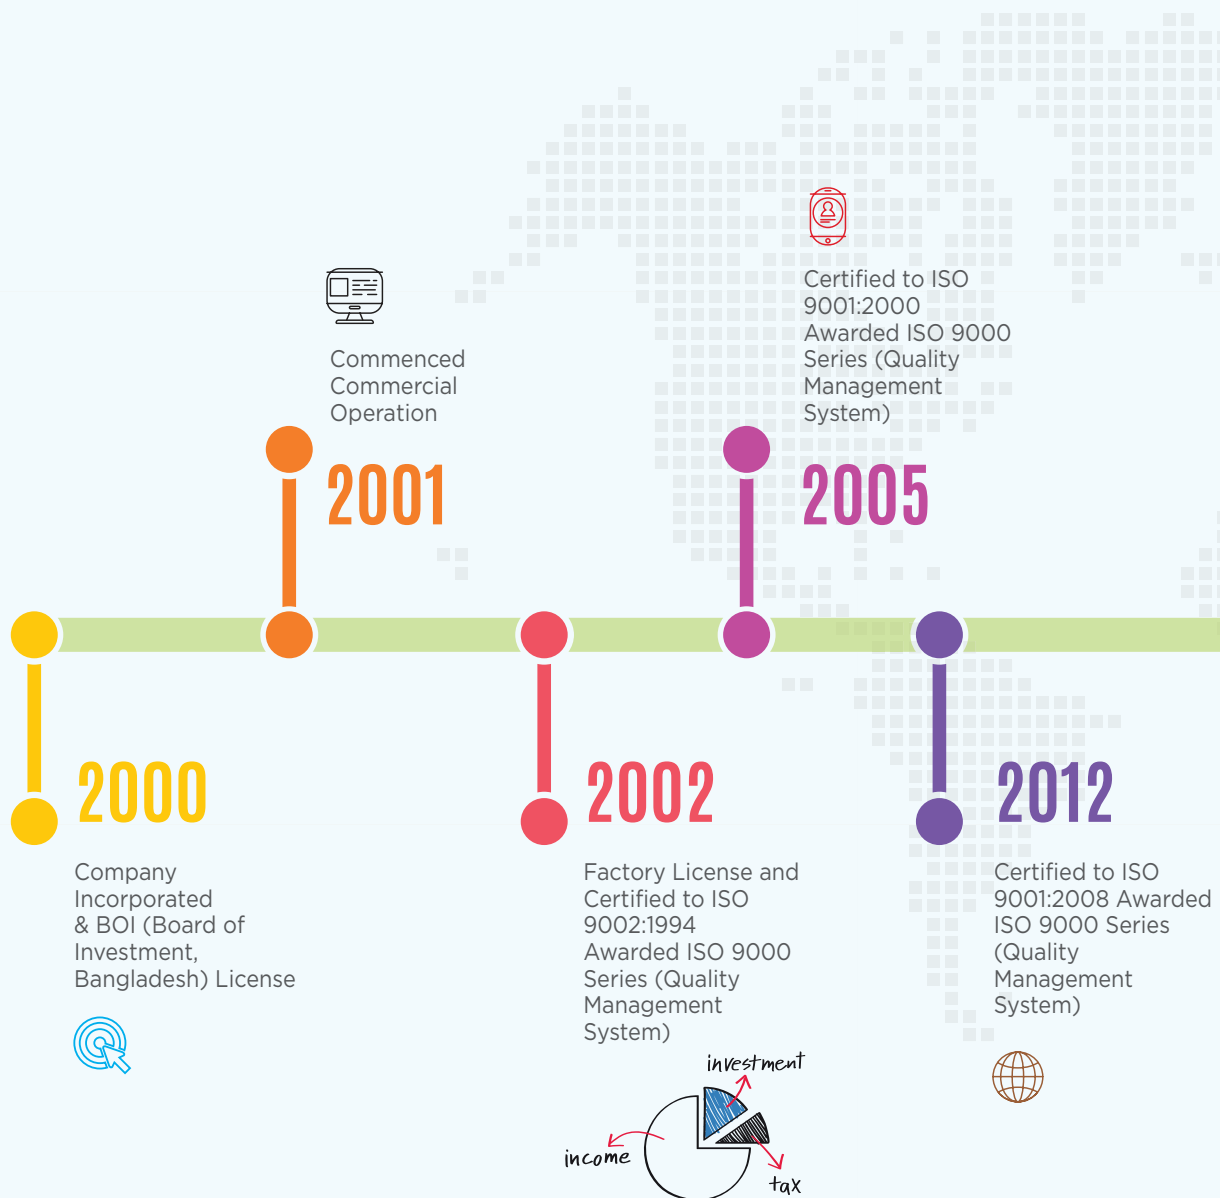 2000
Company
Incorporated
& BOI (Board of
Investment,
Bangladesh) License
Commenced
Commercial
Operation
2001
2002
Factory License and
Certified to ISO
9002:1994
Awarded ISO 9000
Series (Quality
Management
System)
Certified to ISO
9001:2000
Awarded ISO 9000
Series (Quality
Management
System)
2005
2012
Certified to ISO
9001:2008 Awarded
ISO 9000 Series
(Quality
Management
System)
investment
income
tax